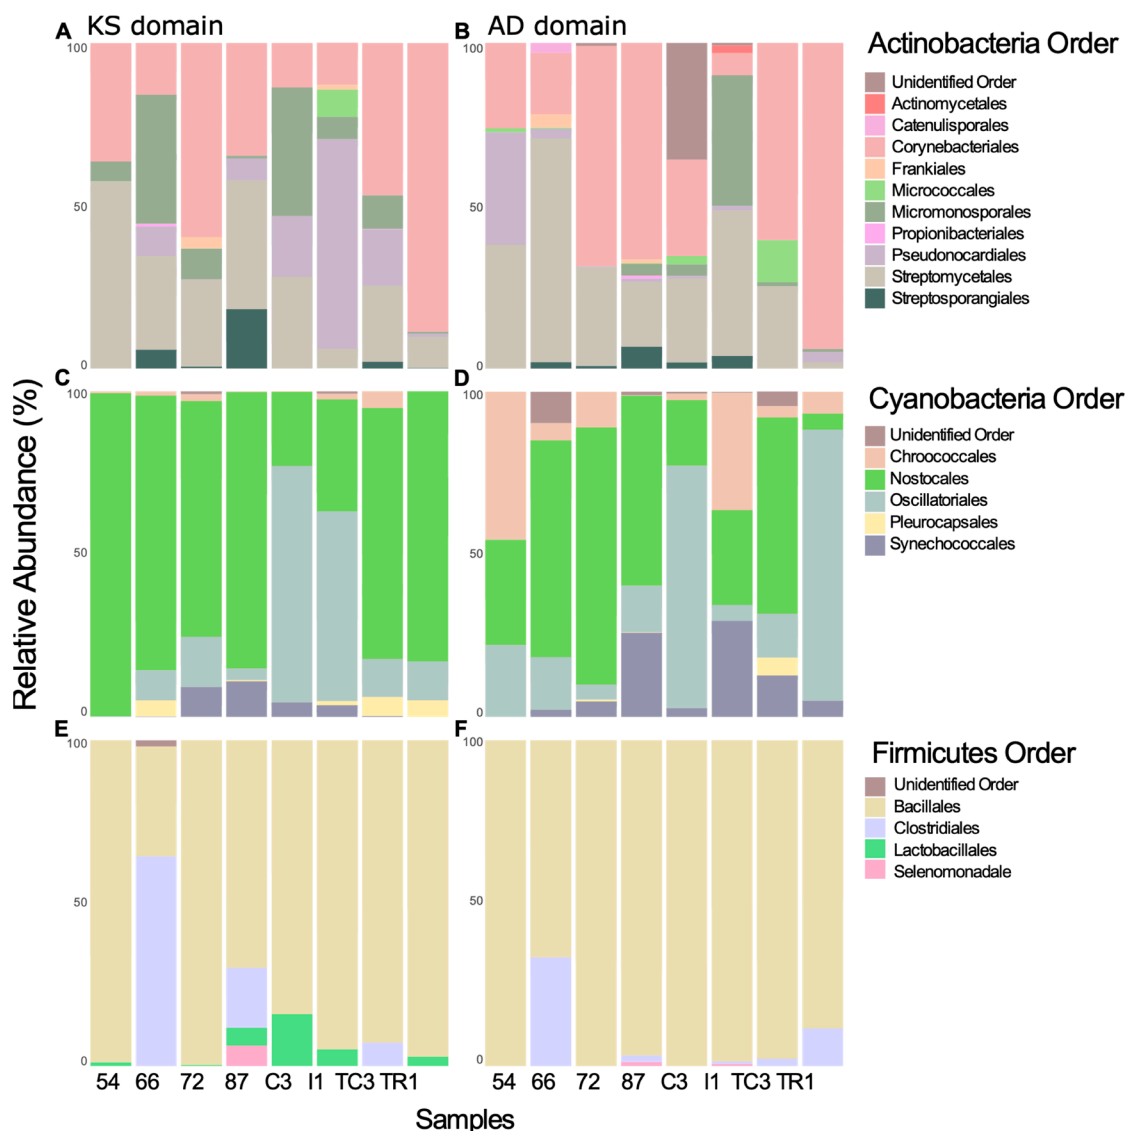 A KS domain
B AD domain
100
50
0
100
50
0
Actinobacteria Order
Unidentified Order
Actinomycetales
Catenulisporales
Corynebacteriales
Frankiales
Micrococcales
Micromonosporales
Propionibacteriales
Pseudonocardiales
Streptomycetales
Streptosporangiales
Relative Abundance (%)
C
D
100
50
0
100
50
0
Cyanobacteria Order
Unidentified Order
Chroococcales
Nostocales
Oscillatoriales
Pleurocapsales
Synechococcales
E
F
100
50
0
100
50
0
Firmicutes Order
Unidentified Order
Bacillales
Clostridiales
Lactobacillales
Selenomonadale
54 66 72 87 C3 I1 TC3 TR1
54 66 72 87 C3 I1 TC3 TR1
Samples